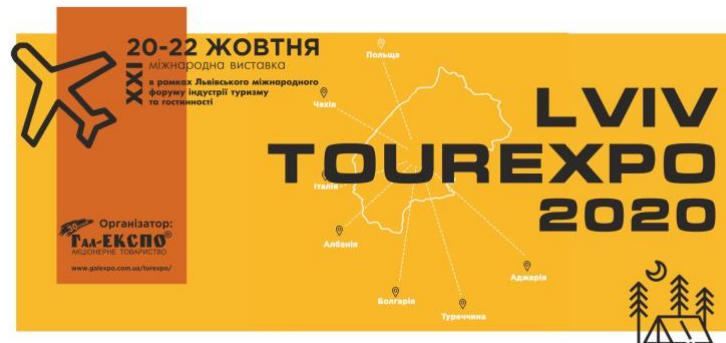 20-22 ЖОВТНЯ
XXI
міжнародна виставка
в рамках Львівського міжнародного
форуму індустрії туризму
та гостинності
LVIV
TOUREXPO
2020
Польща
Чехія
Італія
Албанія
Болгарія
Туреччина
Аджарія
Організатор:
30
Гал-ЕКСПО®
АКЦІОНЕРНЕ ТОВАРИСТВО
www.galexpo.com.ua/turexpo/